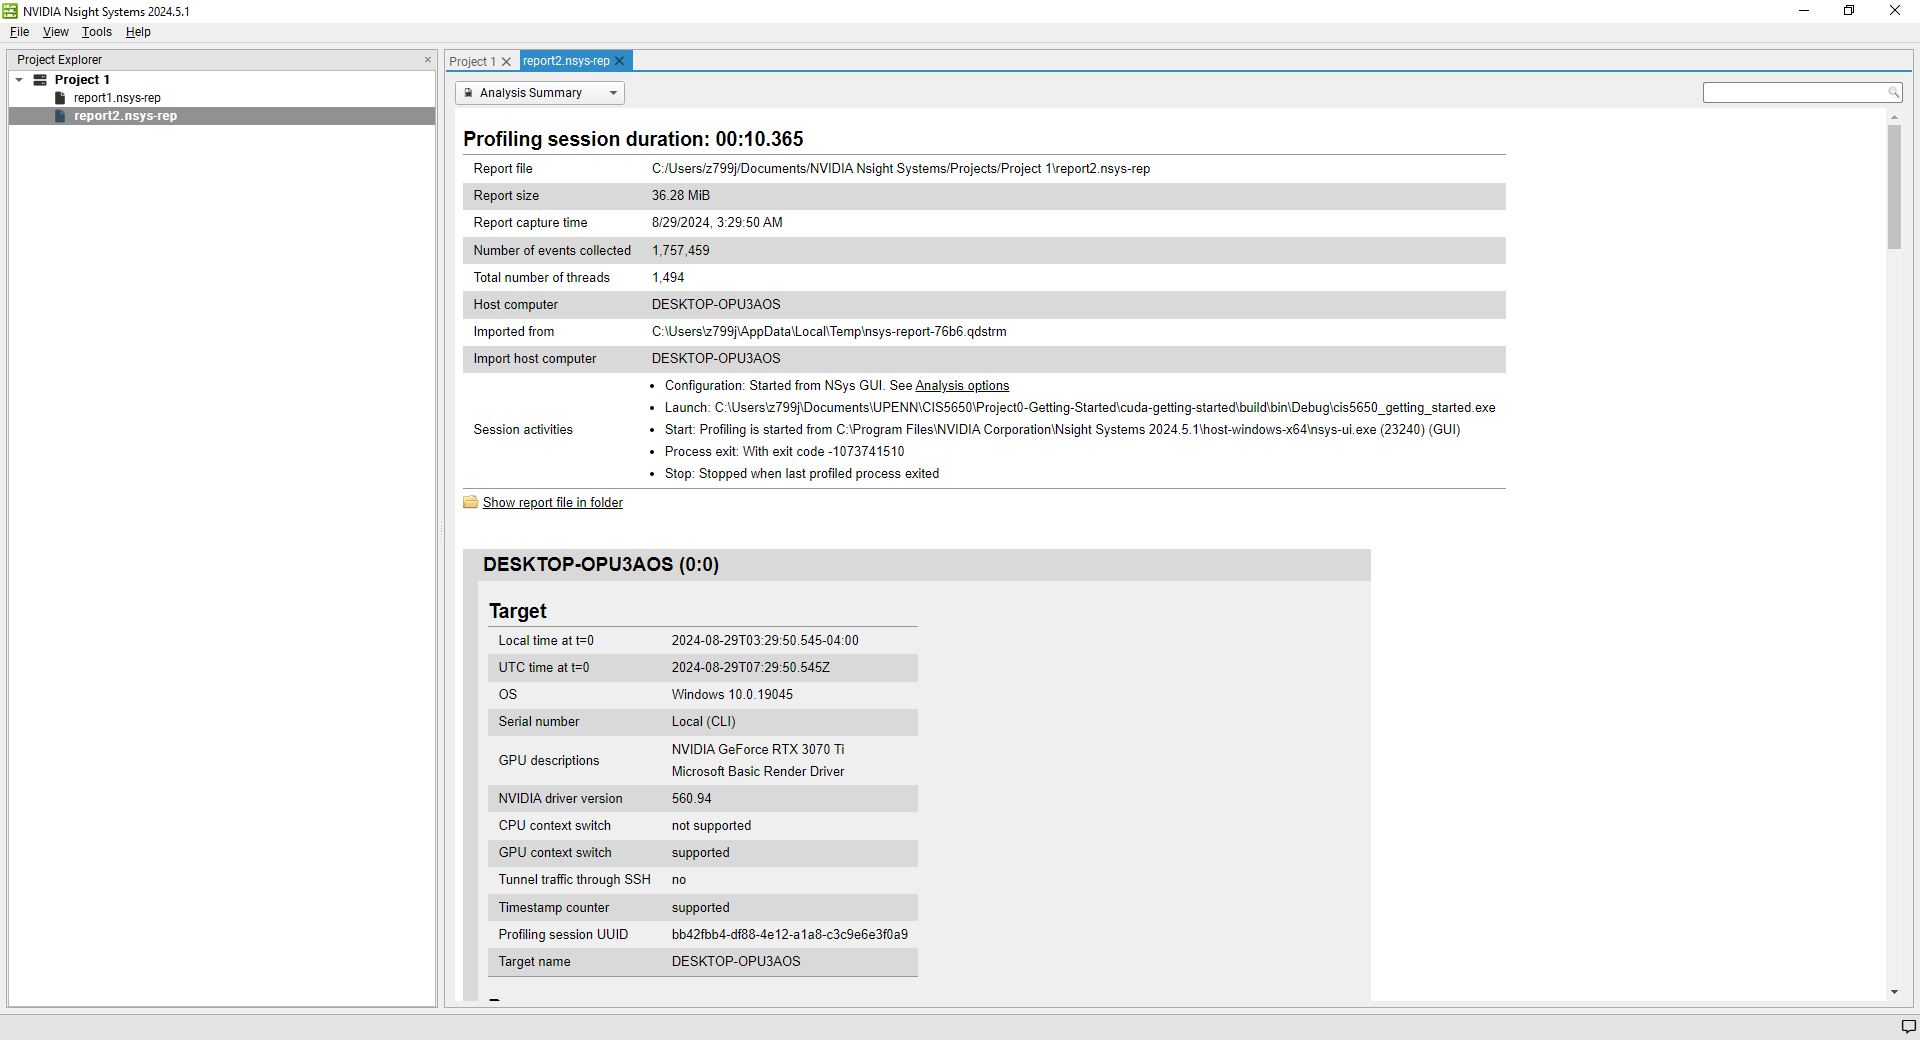 NVIDIA Nsight Systems 2024.5.1
File View Tools Help
Project Explorer
Project 1
report1.nsys-rep
report2.nsys-rep
Project 1 report2.nsys-rep
Analysis Summary
Profiling session duration: 00:10.365
Report file C:/Users/z799j/Documents/NVIDIA Nsight Systems/Projects/Project 1\report2.nsys-rep
Report size 36.28 MiB
Report capture time 8/29/2024, 3:29:50 AM
Number of events collected 1,757,459
Total number of threads 1,494
Host computer DESKTOP-OPU3AOS
Imported from C:\Users\z799j\AppData\Local\Temp\nsys-report-76b6.qdstrm
Import host computer DESKTOP-OPU3AOS
Session activities
• Configuration: Started from NSys GUI. See Analysis options
• Launch: C:\Users\z799j\Documents\UPENN\CIS5650\Project0-Getting-Started\cuda-getting-started\build\bin\Debug\cis5650_getting_started.exe
• Start: Profiling is started from C:\Program Files\NVIDIA Corporation\Nsight Systems 2024.5.1\host-windows-x64\nsys-ui.exe (23240) (GUI)
• Process exit: With exit code -1073741510
• Stop: Stopped when last profiled process exited
Show report file in folder
DESKTOP-OPU3AOS (0:0)
Target
Local time at t=0 2024-08-29T03:29:50.545-04:00
UTC time at t=0 2024-08-29T07:29:50.545Z
OS Windows 10.0.19045
Serial number Local (CLI)
GPU descriptions NVIDIA GeForce RTX 3070 Ti
Microsoft Basic Render Driver
NVIDIA driver version 560.94
CPU context switch not supported
GPU context switch supported
Tunnel traffic through SSH no
Timestamp counter supported
Profiling session UUID bb42fbb4-df88-4e12-a1a8-c3c9e6e3f0a9
Target name DESKTOP-OPU3AOS